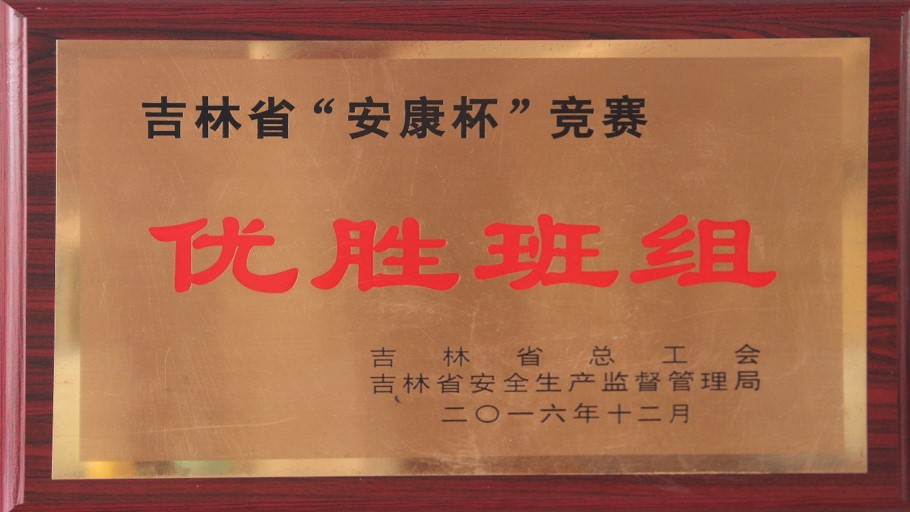 吉林省“安康杯”竞赛
优胜班组
吉林省总工会
吉林省安全生产监督管理局
二〇一六年十二月